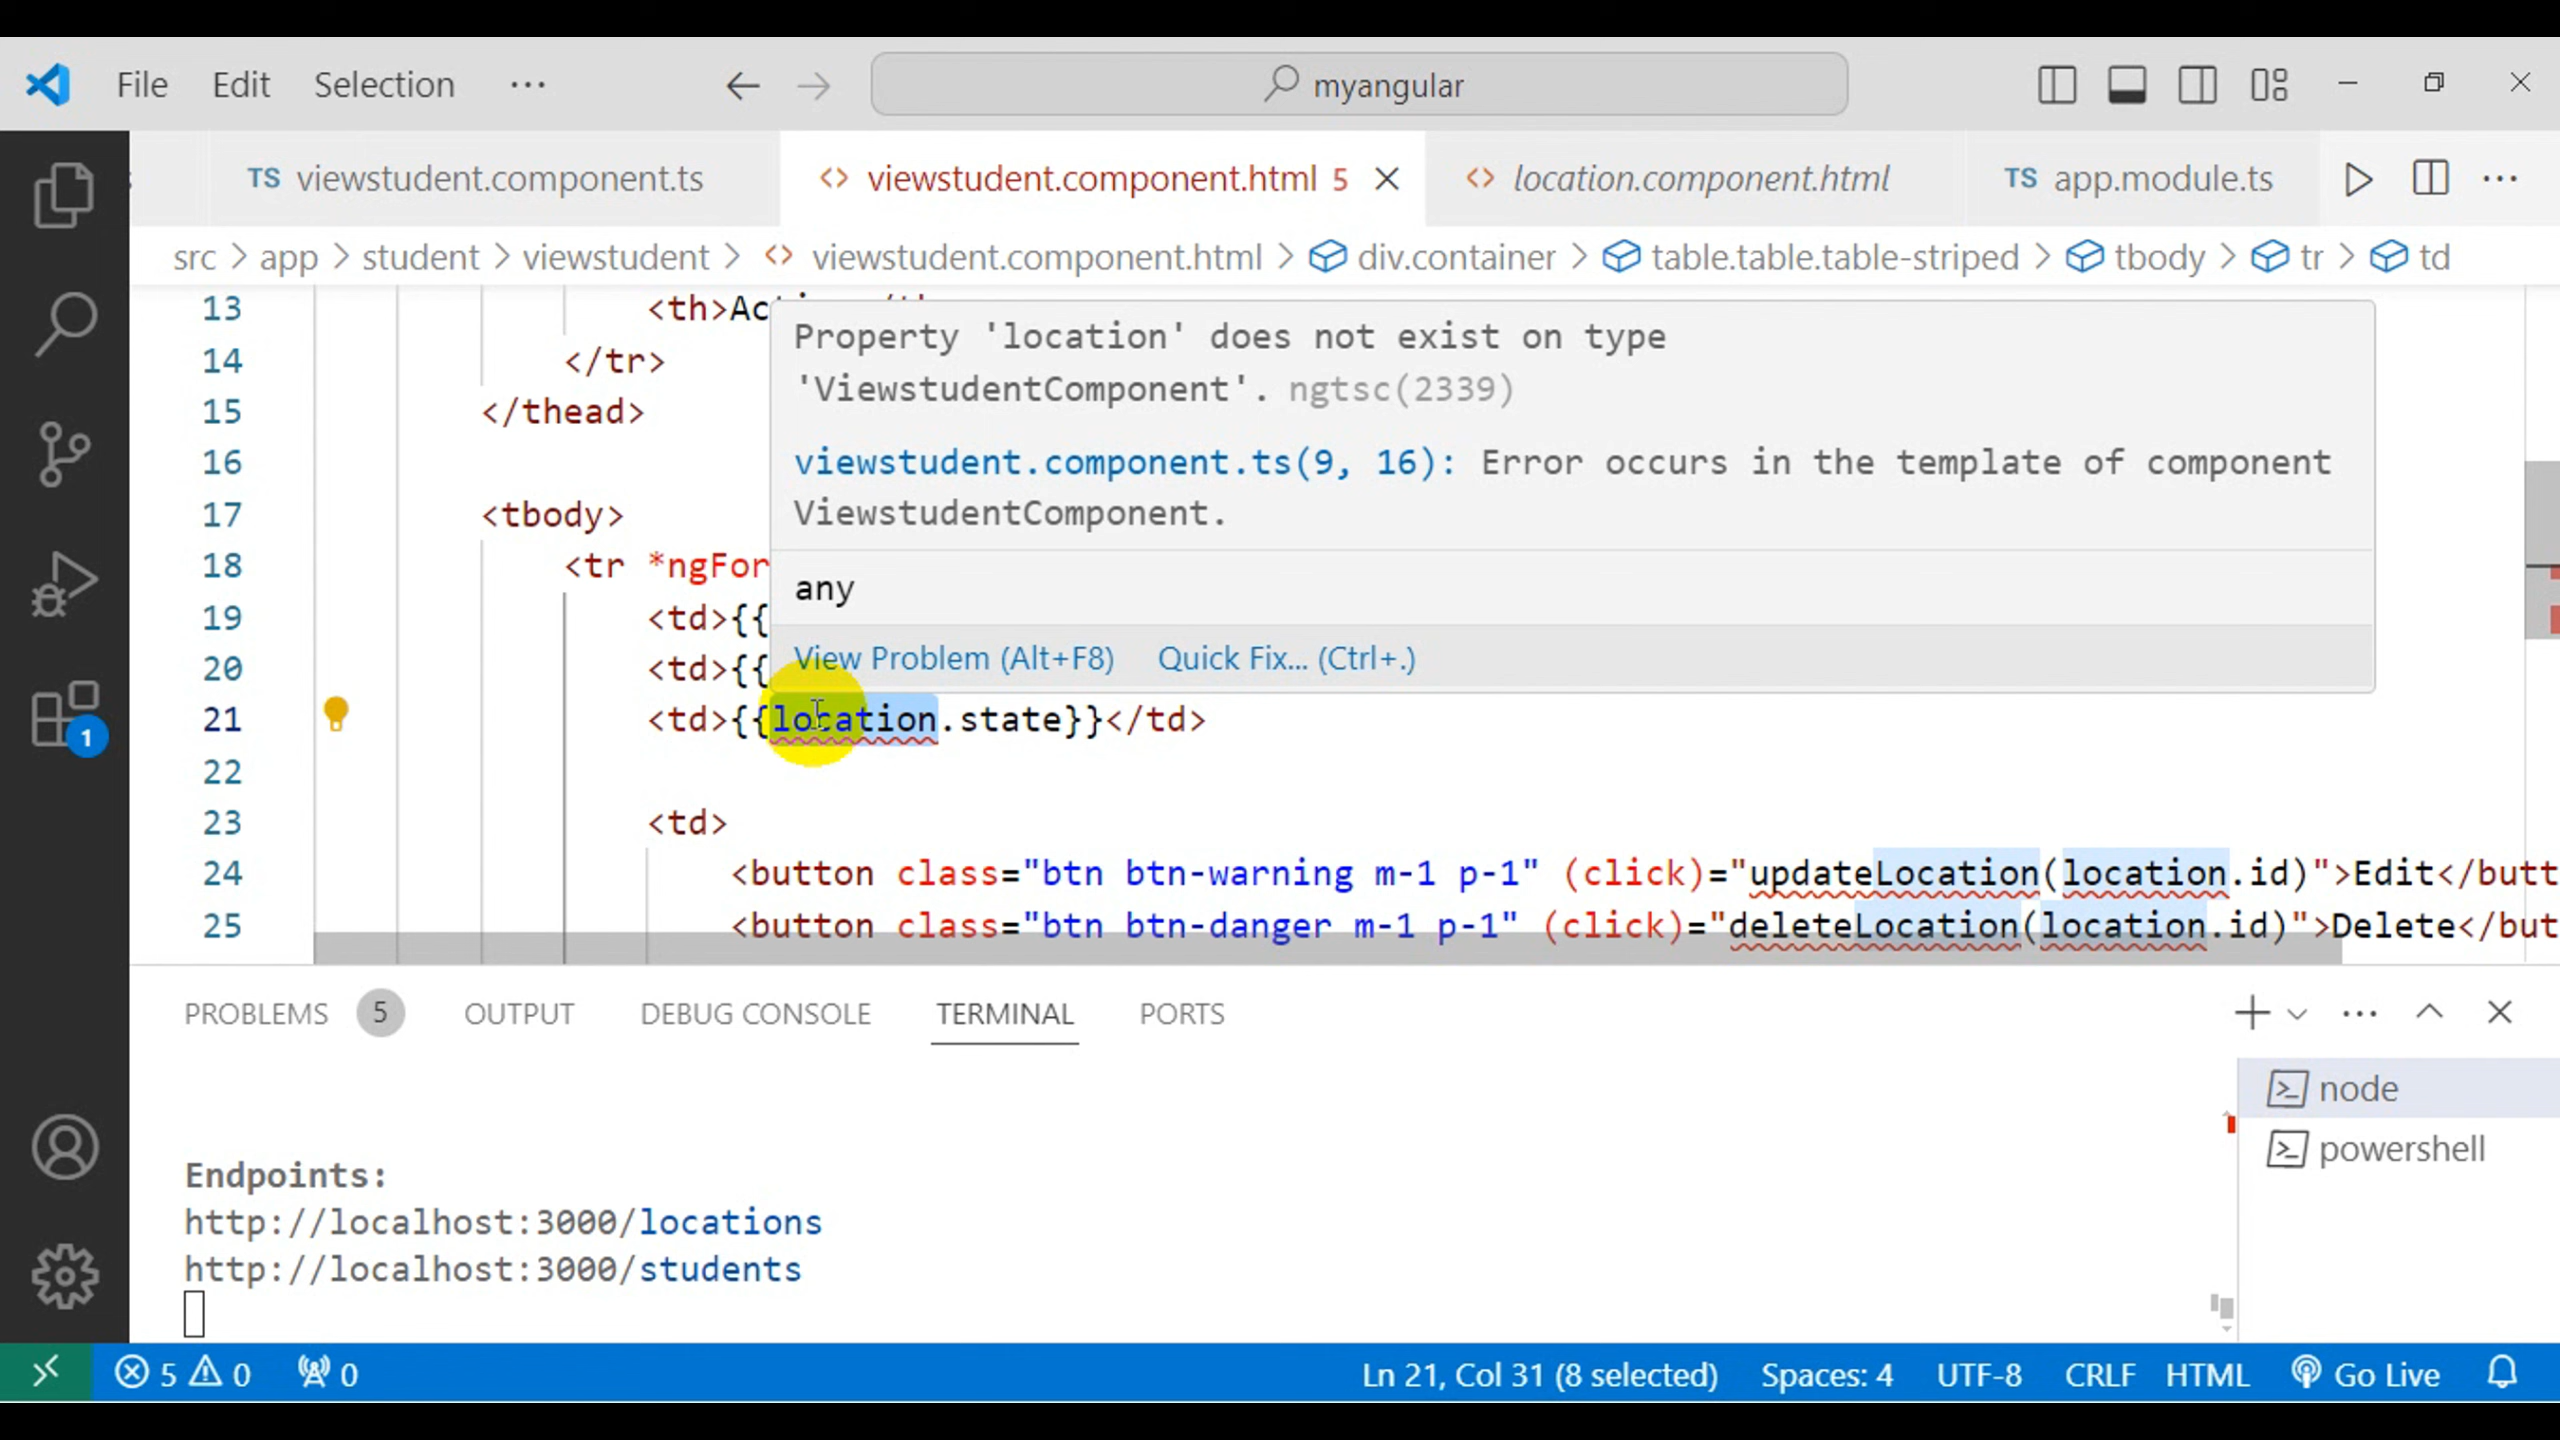 File Edit Selection ··· myangular
TS viewstudent.component.ts <> viewstudent.component.html 5 <> location.component.html TS app.module.ts ···
src > app > student > viewstudent > <> viewstudent.component.html > div.container > table.table.table-striped > tbody > tr > td
13 <th>Ac
14 </tr>
15 </thead>
16
17 <tbody>
18 <tr *ngFor
19 <td>{{
20 <td>{{
21 <td>{{location.state}}</td>
22
23 <td>
24 <button class="btn btn-warning m-1 p-1" (click)="updateLocation(location.id)">Edit</butt
25 <button class="btn btn-danger m-1 p-1" (click)="deleteLocation(location.id)">Delete</but
Property 'location' does not exist on type
'ViewstudentComponent'. ngtsc(2339)
viewstudent.component.ts(9, 16): Error occurs in the template of component
ViewstudentComponent.
any
View Problem (Alt+F8) Quick Fix... (Ctrl+.)
1
PROBLEMS 5 OUTPUT DEBUG CONSOLE TERMINAL PORTS
Endpoints:
http://localhost:3000/locations
http://localhost:3000/students
node
powershell
5 0 0 Ln 21, Col 31 (8 selected) Spaces: 4 UTF-8 CRLF HTML Go Live